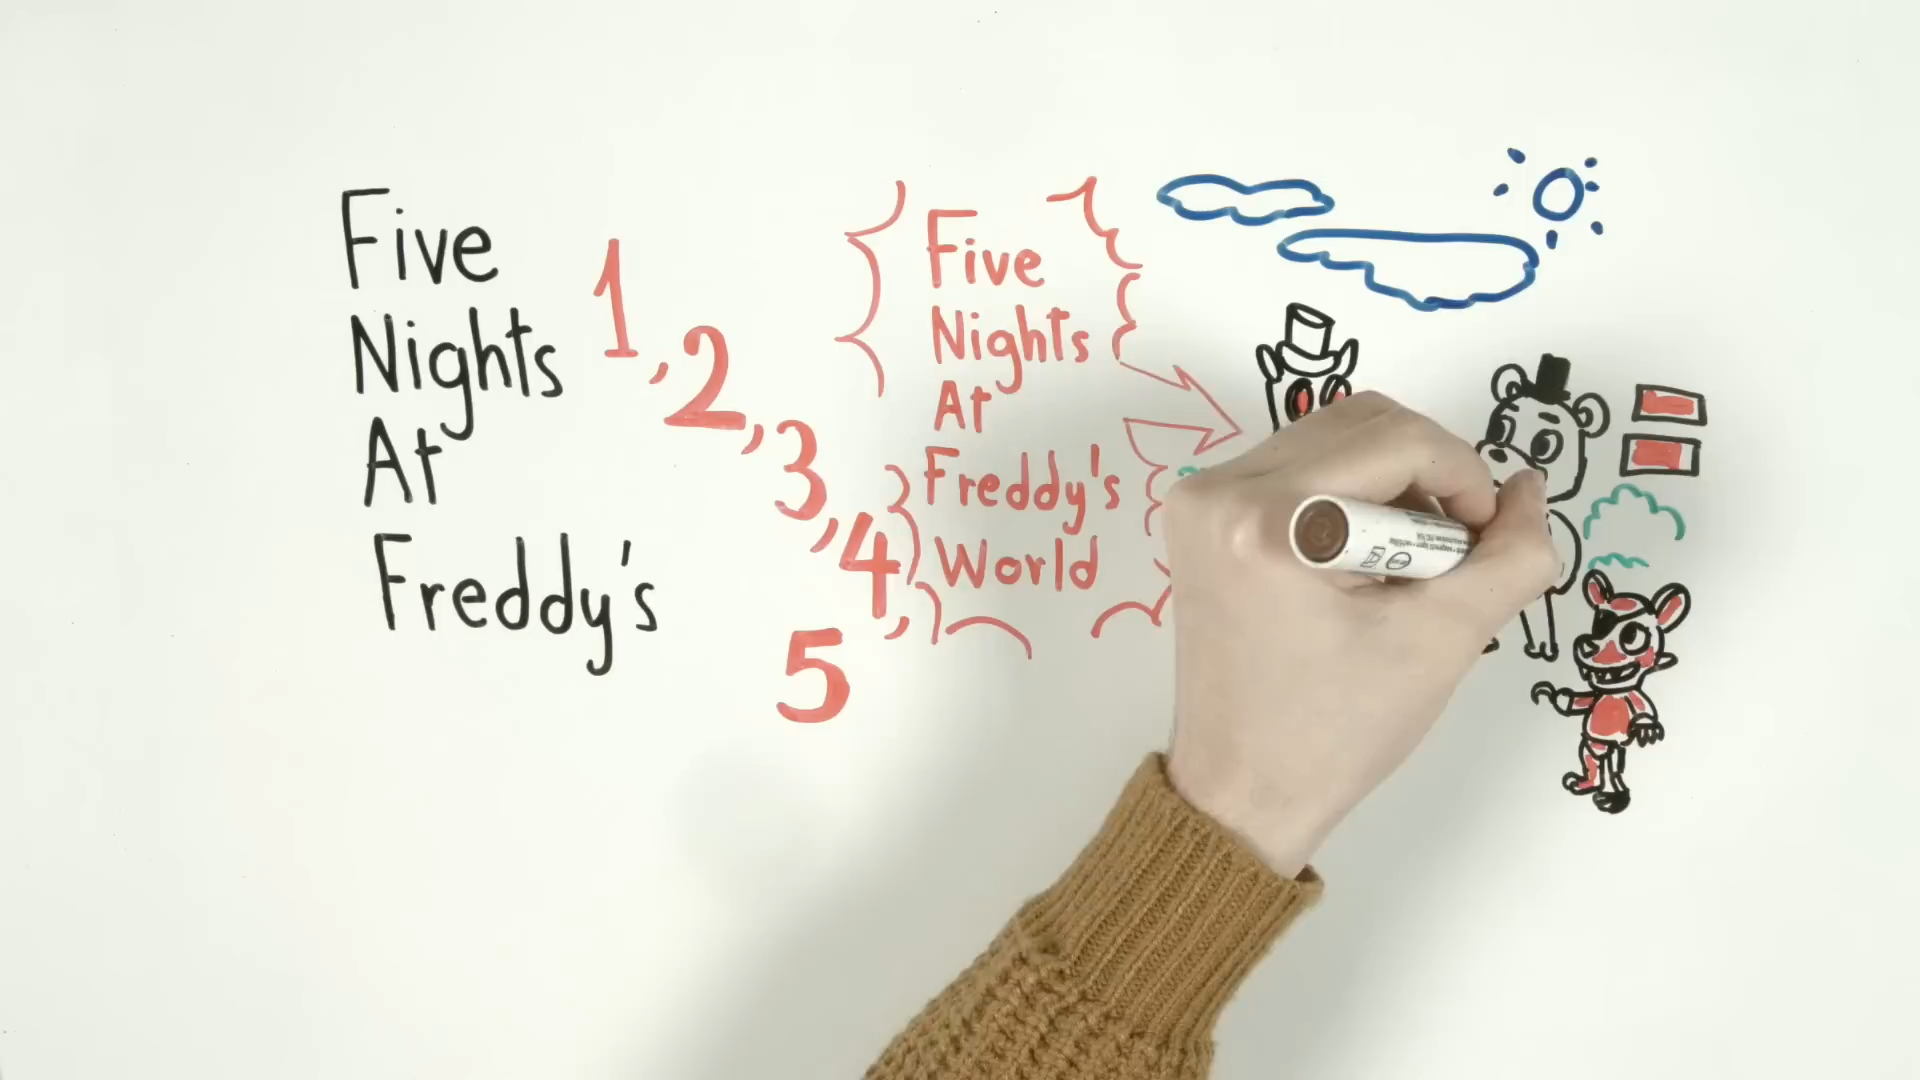 Five
Nights
At
Freddy's
1, 2, 3, 4,
5
Five
Nights
At
Freddy's
World